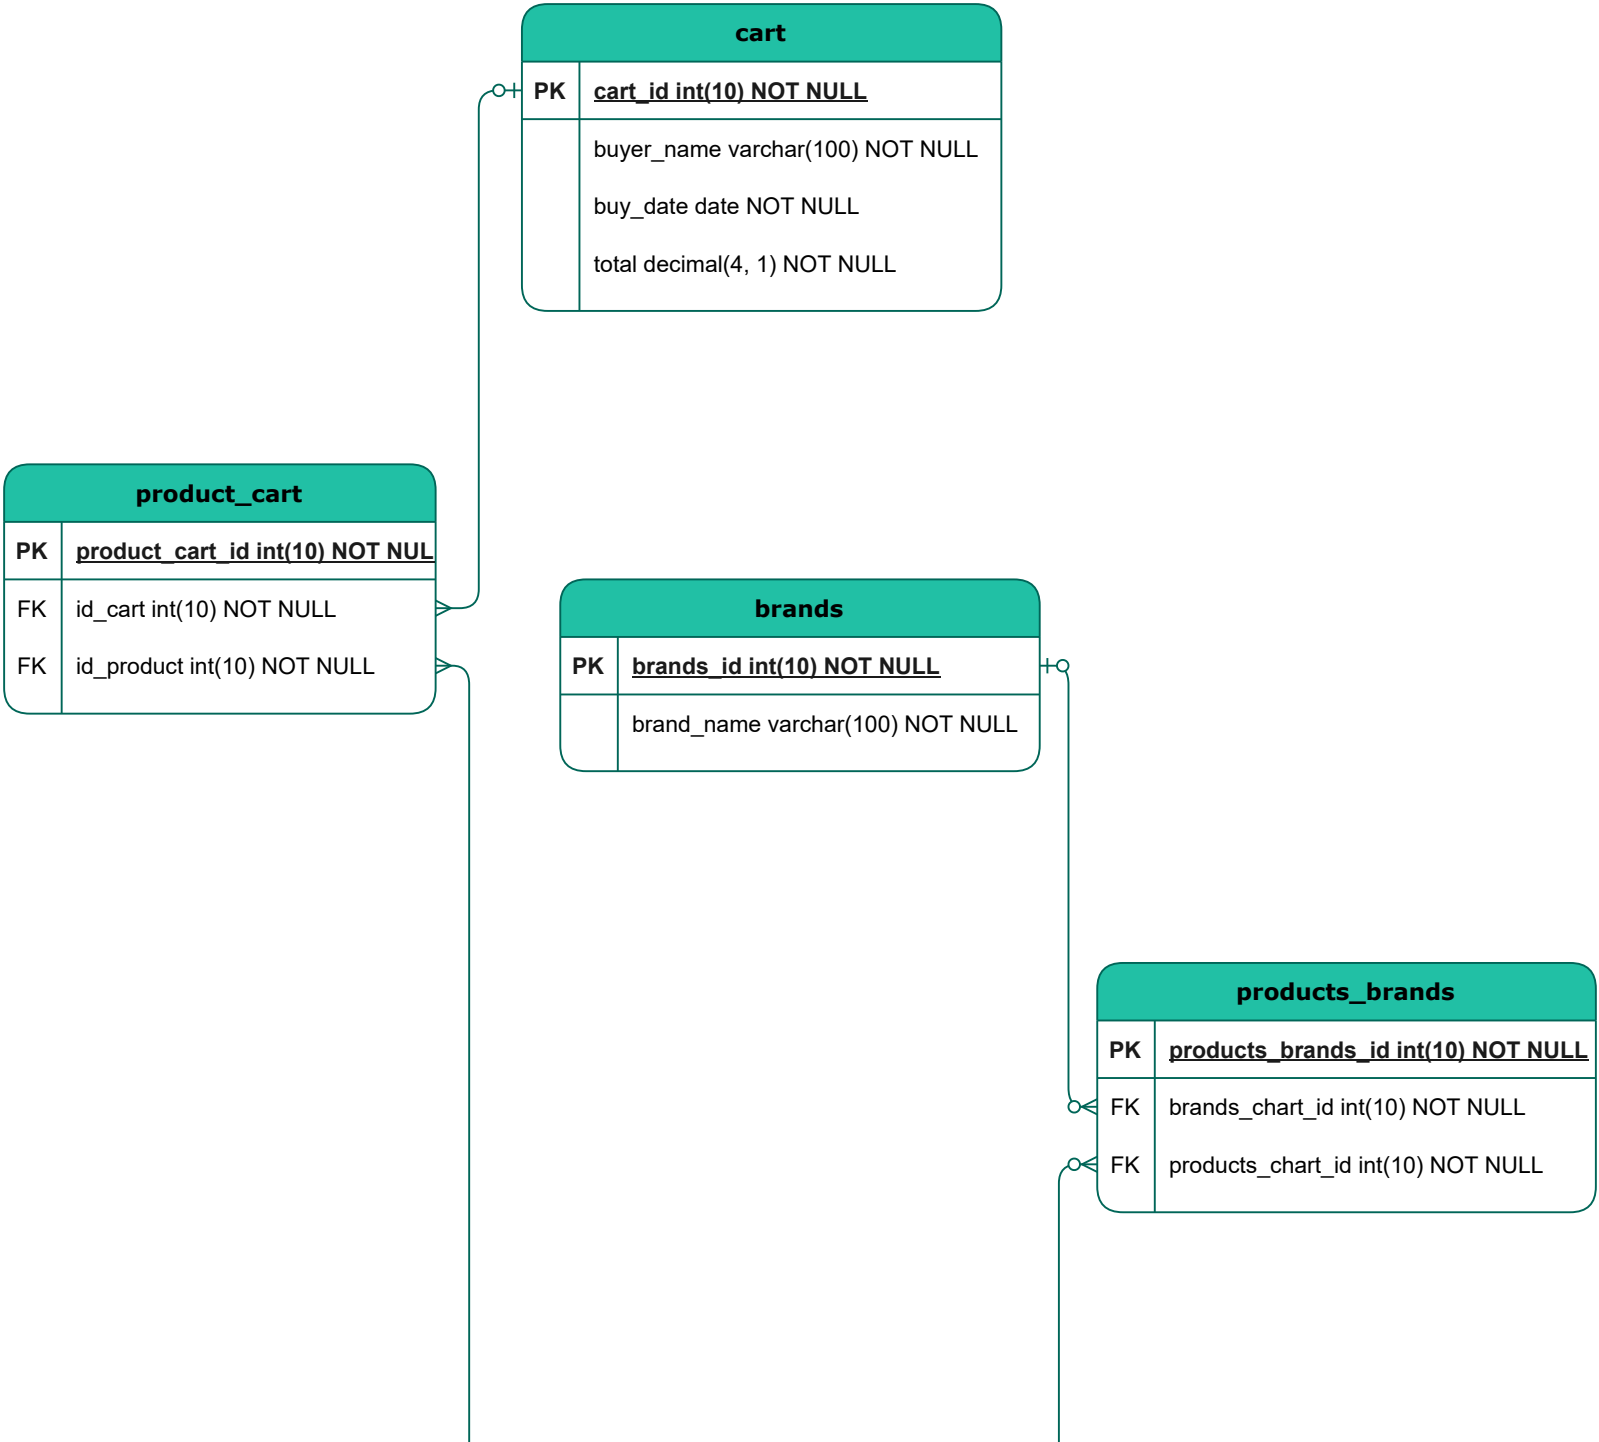 cart
PK cart_id int(10) NOT NULL
buyer_name varchar(100) NOT NULL
buy_date date NOT NULL
total decimal(4, 1) NOT NULL
product_cart
PK product_cart_id int(10) NOT NUL
FK id_cart int(10) NOT NULL
FK id_product int(10) NOT NULL
brands
PK brands_id int(10) NOT NULL
brand_name varchar(100) NOT NULL
products_brands
PK products_brands_id int(10) NOT NULL
FK brands_chart_id int(10) NOT NULL
FK products_chart_id int(10) NOT NULL